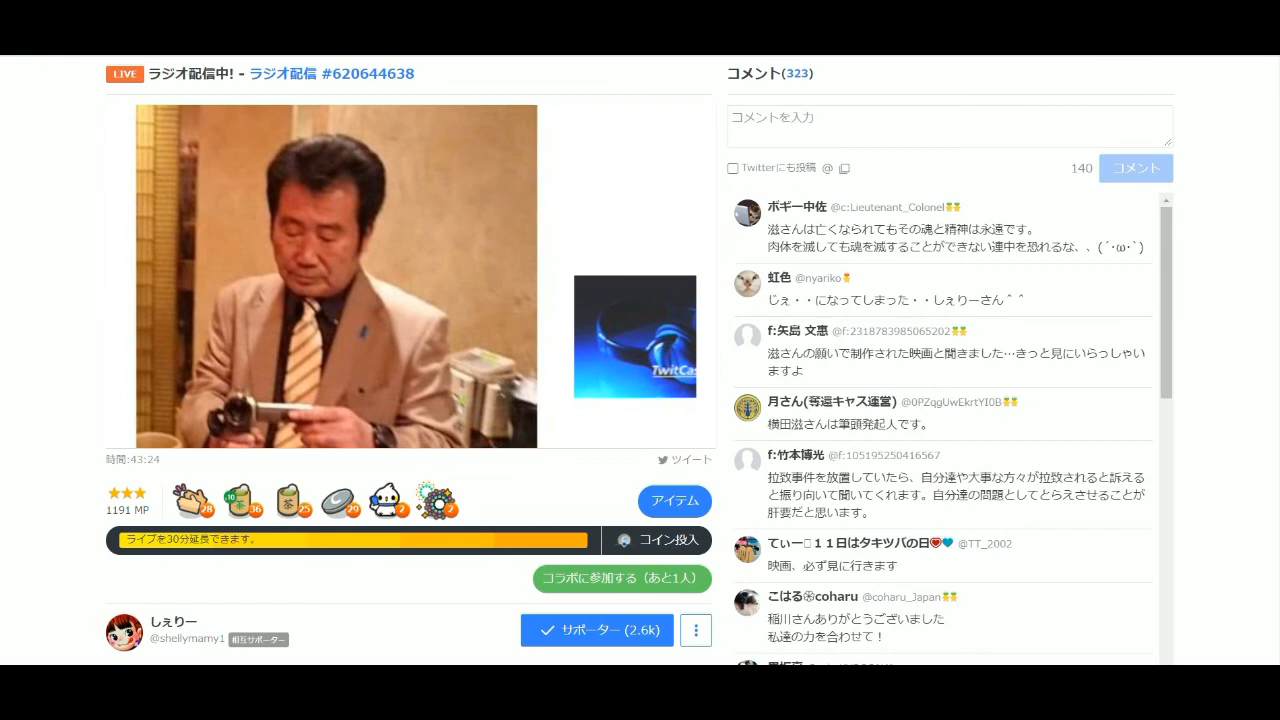 LIVE ラジオ配信中! - ラジオ配信 #620644638
TwitCas
時間:43:24
ツイート
1191 MP
28
10
茶
36
茶
25
29
2
2
アイテム
ライブを30分延長できます。
コイン投入
コラボに参加する（あと1人）
しぇりー
@shellymamy1 相互サポーター
サポーター (2.6k)
コメント(323)
コメントを入力
Twitterにも投稿 @
140
コメント
ボギー中佐 @c:Lieutenant_Colonel
滋さんは亡くなられてもその魂と精神は永遠です。
肉体を滅しても魂を滅することができない連中を恐れるな、、(´･ω･`)
虹色 @nyariko
じぇ・・になってしまった・・しぇりーさん＾＾
f:矢島 文恵 @f:2318783985065202
滋さんの願いで制作された映画と聞きました…きっと見にいらっしゃい
ますよ
月さん(奪還キャス運営) @0PZqgUwEkrtYI0B
横田滋さんは筆頭発起人です。
f:竹本博光 @f:105195250416567
拉致事件を放置していたら、自分達や大事な方々が拉致されると訴える
と振り向いて聞いてくれます。自分達の問題としてとらえさせることが
肝要だと思います。
てぃー １１日はタキツバの日 @TT_2002
映画、必ず見に行きます
こはる㊙coharu @coharu_Japan
稲川さんありがとうございました
私達の力を合わせて！